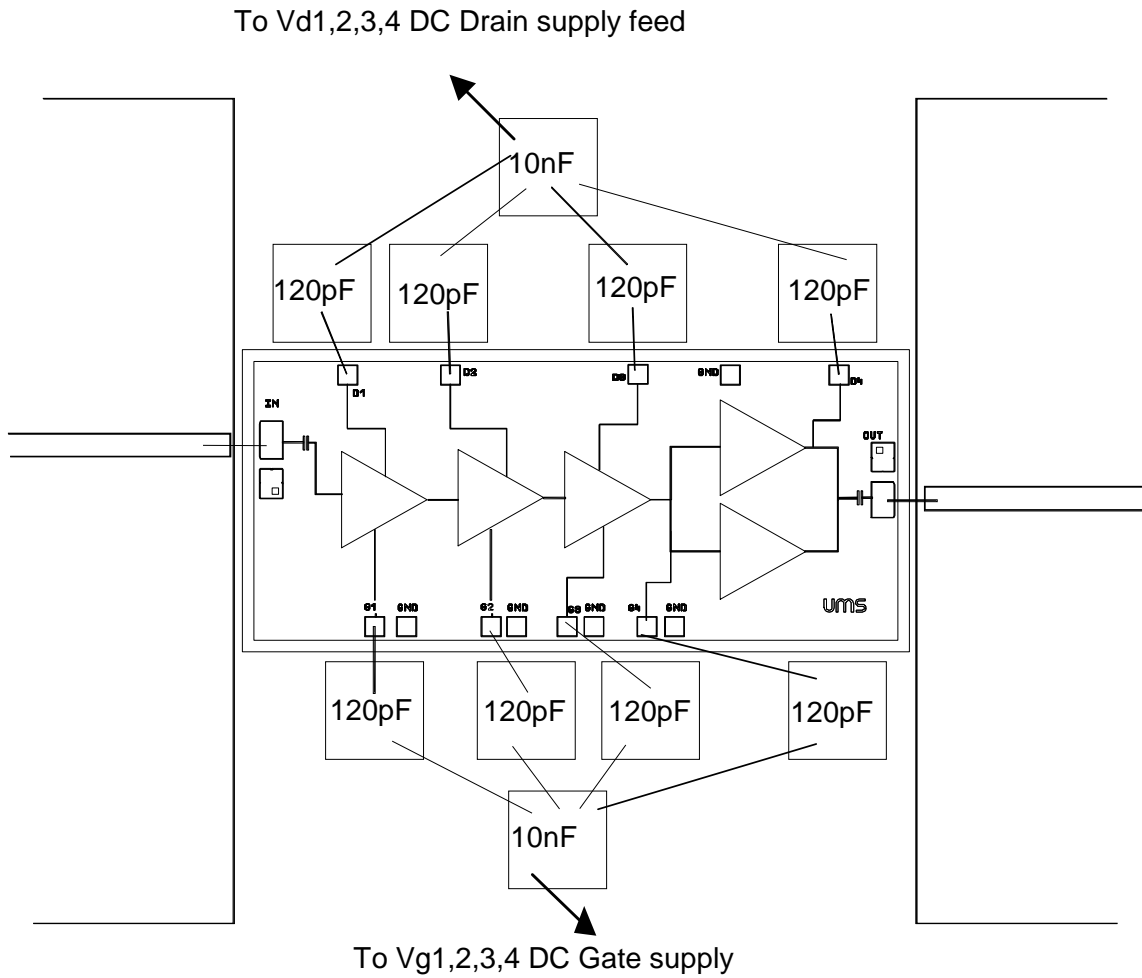 To Vd1,2,3,4 DC Drain supply feed
10nF
120pF 120pF 120pF 120pF
D1 D2 D3 GND D4
IN
OUT
ums
G1 GND G2 GND G3 GND G4 GND
120pF 120pF 120pF 120pF
10nF
To Vg1,2,3,4 DC Gate supply